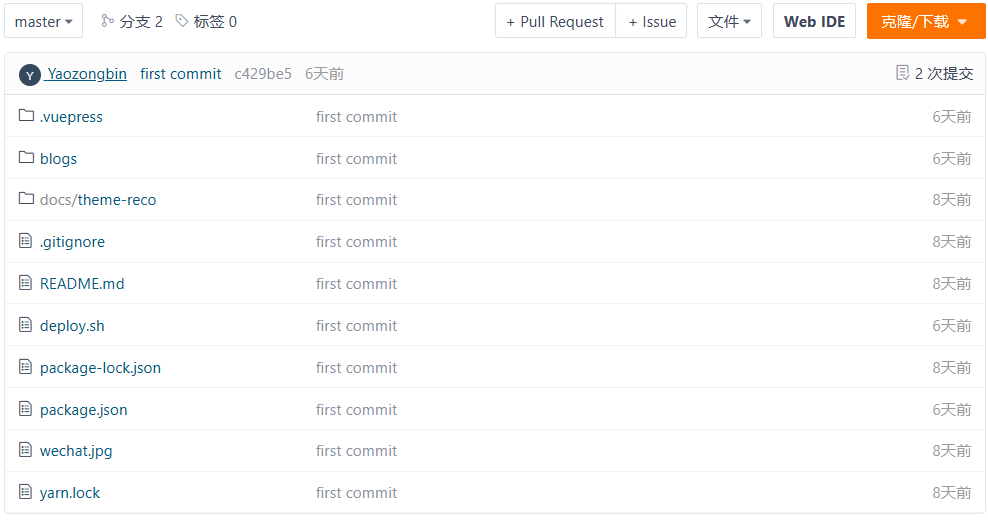 master 分支 2 标签 0 + Pull Request + Issue 文件 Web IDE 克隆/下载
Y Yaozongbin first commit c429be5 6天前 2 次提交
.vuepress first commit 6天前
blogs first commit 6天前
docs/theme-reco first commit 8天前
.gitignore first commit 8天前
README.md first commit 8天前
deploy.sh first commit 6天前
package-lock.json first commit 8天前
package.json first commit 6天前
wechat.jpg first commit 8天前
yarn.lock first commit 8天前